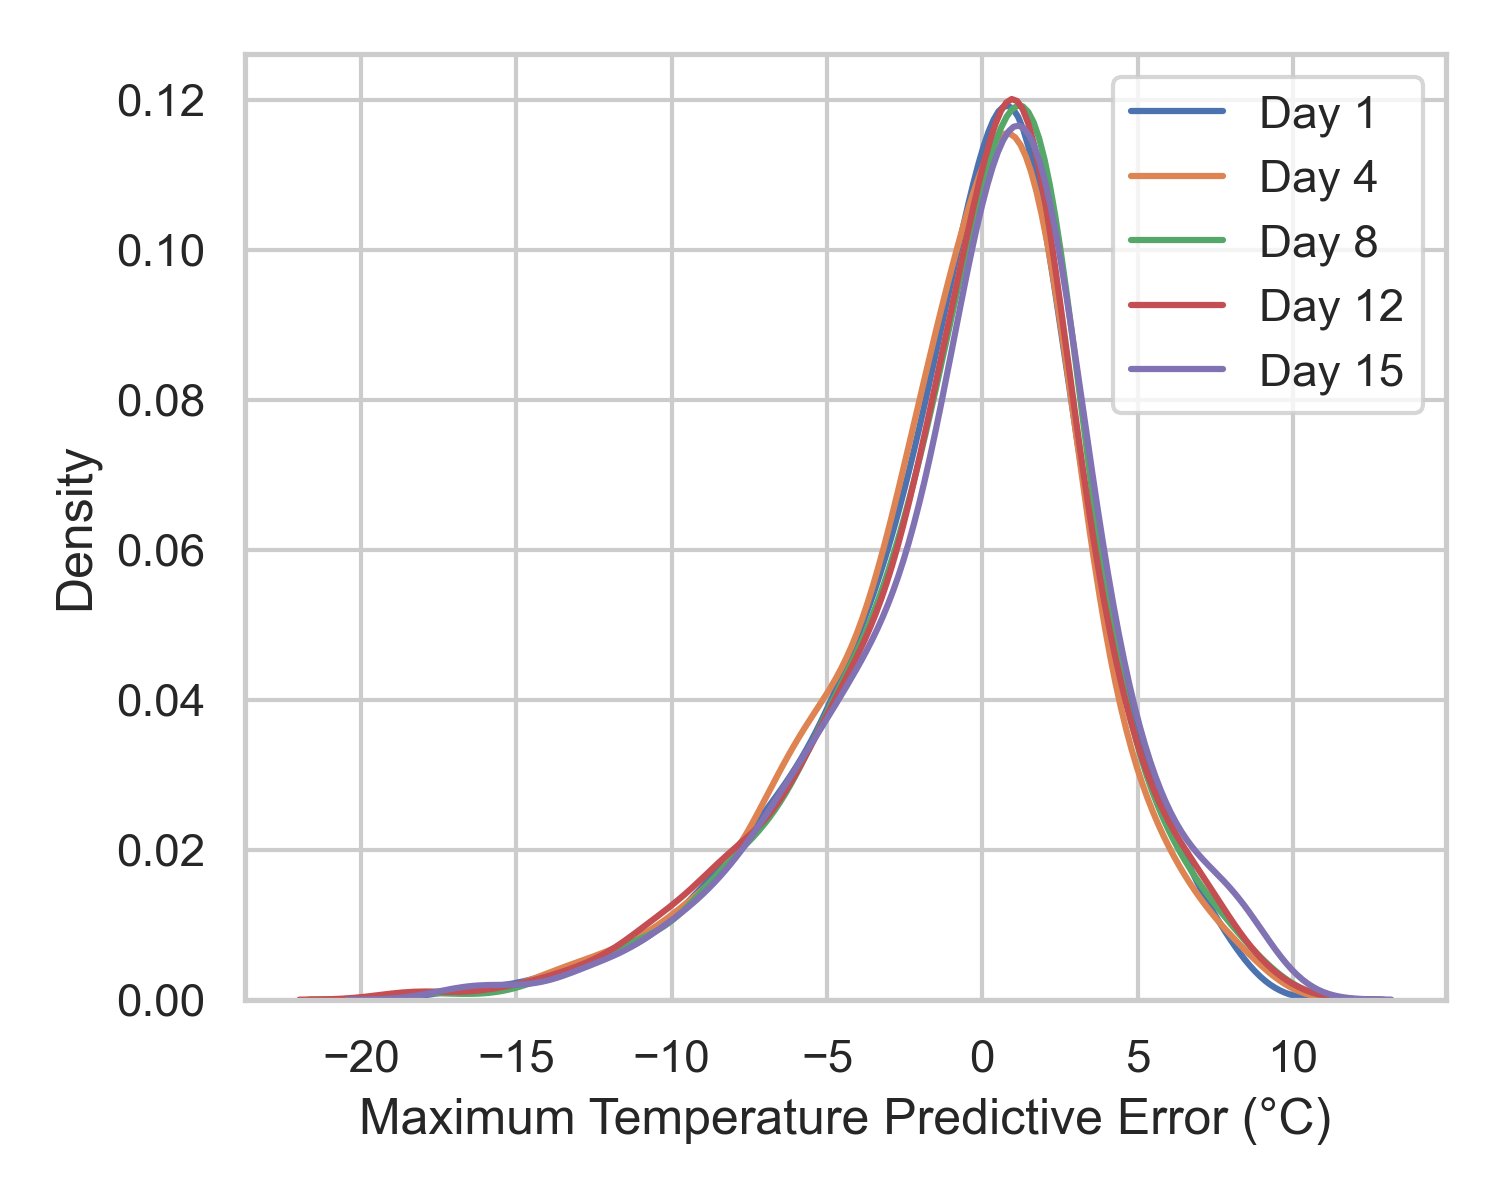 0.12
0.10
0.08
0.06
0.04
0.02
0.00
Density
−20 −15 −10 −5 0 5 10
Maximum Temperature Predictive Error (°C)
Day 1
Day 4
Day 8
Day 12
Day 15